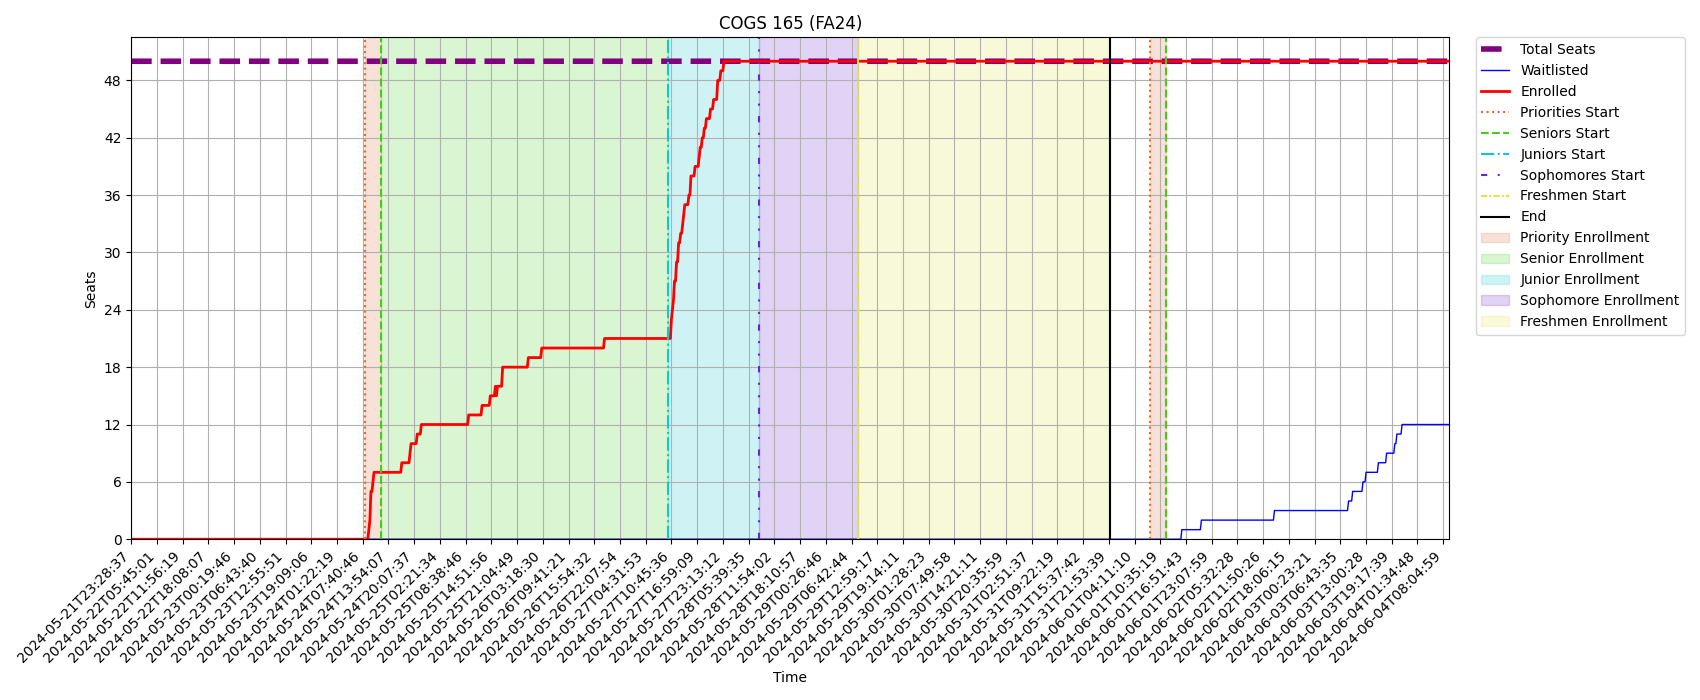 COGS 165 (FA24)
Seats
48
42
36
30
24
18
12
6
0
2024-05-21T23:28:37
2024-05-22T05:45:01
2024-05-22T11:56:19
2024-05-22T18:08:07
2024-05-23T00:19:46
2024-05-23T06:43:40
2024-05-23T12:55:51
2024-05-23T19:09:06
2024-05-24T01:22:19
2024-05-24T07:40:46
2024-05-24T13:54:07
2024-05-24T20:07:37
2024-05-25T02:21:34
2024-05-25T08:38:46
2024-05-25T14:51:56
2024-05-25T21:04:49
2024-05-26T03:18:30
2024-05-26T09:41:21
2024-05-26T15:54:32
2024-05-26T22:07:54
2024-05-27T04:31:53
2024-05-27T10:45:36
2024-05-27T16:59:09
2024-05-27T23:13:12
2024-05-28T05:39:35
2024-05-28T11:54:02
2024-05-28T18:10:57
2024-05-29T00:26:46
2024-05-29T06:42:44
2024-05-29T12:59:17
2024-05-29T19:14:11
2024-05-30T01:28:23
2024-05-30T07:49:58
2024-05-30T14:21:11
2024-05-30T20:35:59
2024-05-31T02:51:37
2024-05-31T09:22:19
2024-05-31T15:37:42
2024-05-31T21:53:39
2024-06-01T04:11:10
2024-06-01T10:35:19
2024-06-01T16:51:43
2024-06-01T23:07:59
2024-06-02T05:32:28
2024-06-02T11:50:26
2024-06-02T18:06:15
2024-06-03T00:23:21
2024-06-03T06:43:35
2024-06-03T13:00:28
2024-06-03T19:17:39
2024-06-04T01:34:48
2024-06-04T08:04:59
Time
Total Seats
Waitlisted
Enrolled
Priorities Start
Seniors Start
Juniors Start
Sophomores Start
Freshmen Start
End
Priority Enrollment
Senior Enrollment
Junior Enrollment
Sophomore Enrollment
Freshmen Enrollment